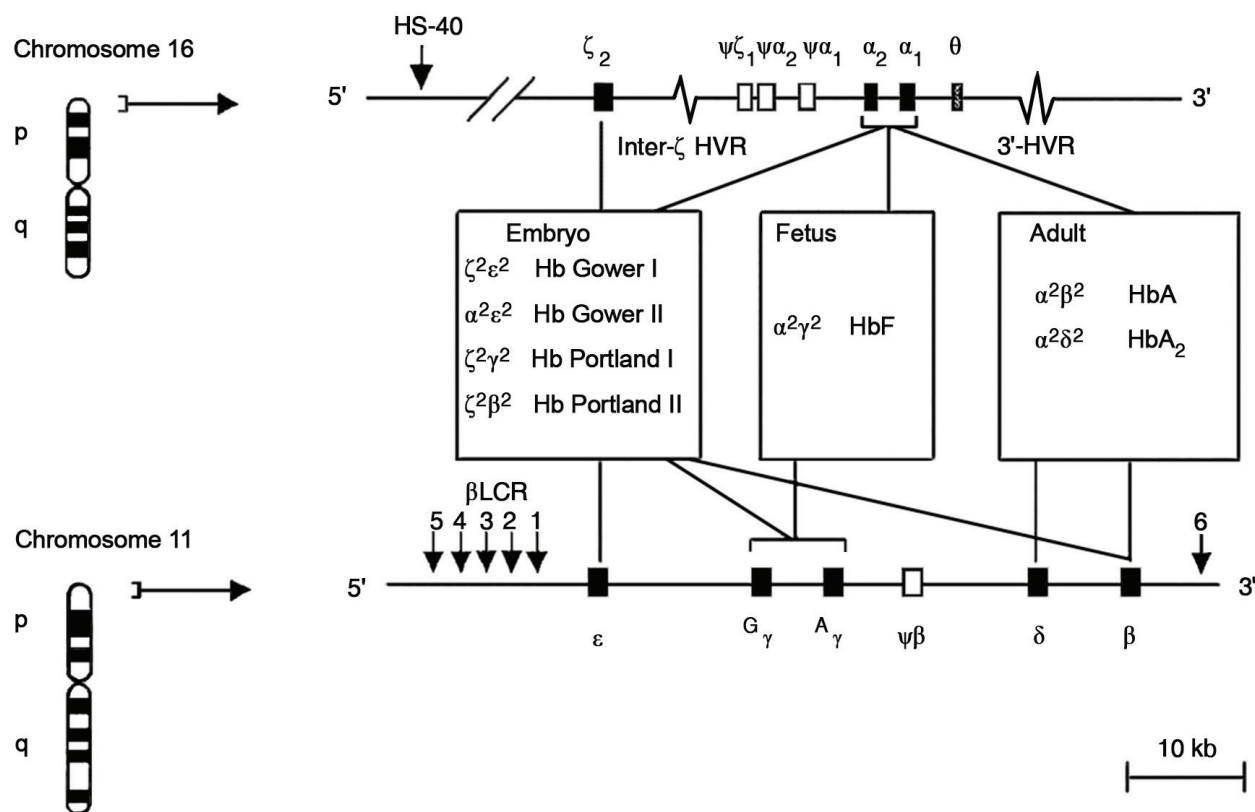 HS-40
Chromosome 16
ζ₂ ψζ₁ ψα₂ ψα₁ α₂ α₁ θ
5' 3'
p
Inter-ζ HVR 3'-HVR
q
Embryo
ζ²ε² Hb Gower I
α²ε² Hb Gower II
ζ²γ² Hb Portland I
ζ²β² Hb Portland II
Fetus
α²γ² HbF
Adult
α²β² HbA
α²δ² HbA₂
βLCR
5 4 3 2 1 6
Chromosome 11
5' 3'
p
ε Gγ Aγ ψβ δ β
q
10 kb